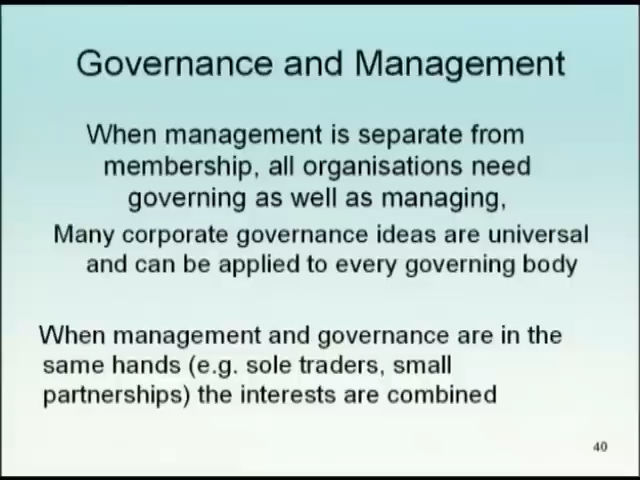 Governance and Management
When management is separate from
membership, all organisations need
governing as well as managing,
Many corporate governance ideas are universal
and can be applied to every governing body
When management and governance are in the
same hands (e.g. sole traders, small
partnerships) the interests are combined
40